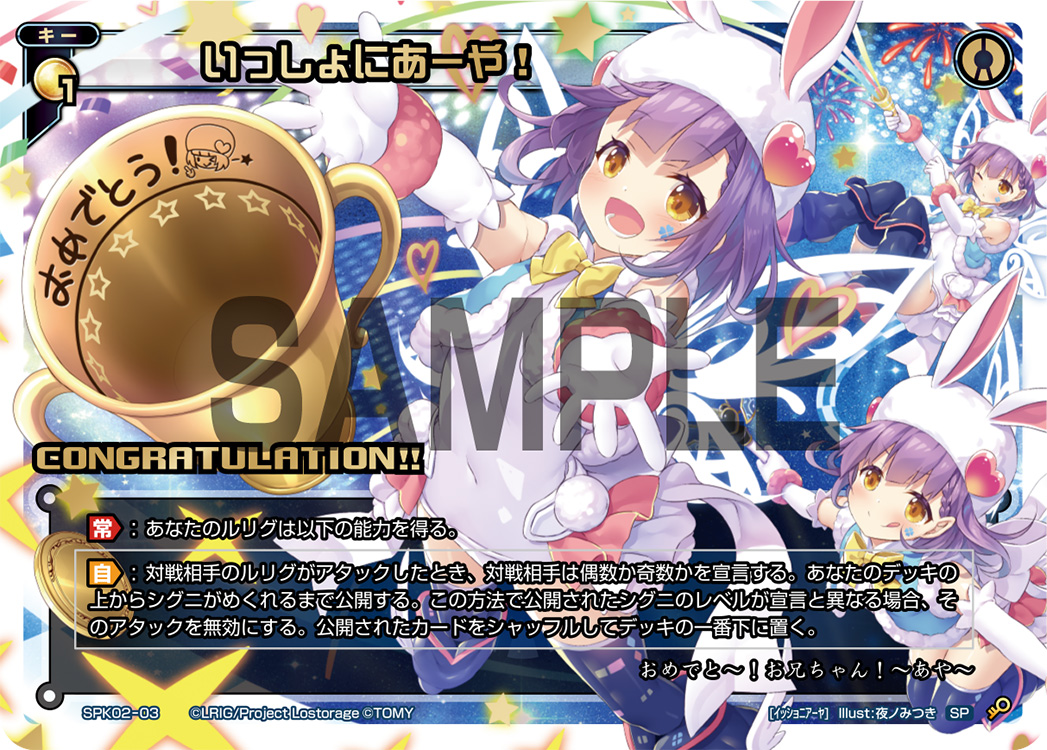 キー
1
いっしょにあーや！
おめでとう！
SAMPLE
CONGRATULATION!!
常：あなたのルリグは以下の能力を得る。
自：対戦相手のルリグがアタックしたとき、対戦相手は偶数か奇数かを宣言する。あなたのデッキの
上からシグニがめくれるまで公開する。この方法で公開されたシグニのレベルが宣言と異なる場合、そ
のアタックを無効にする。公開されたカードをシャッフルしてデッキの一番下に置く。
おめでと～！お兄ちゃん！～あや～
SPK02-03 ©LRIG/Project Lostorage ©TOMY [ｲｯｼｮﾆｱｰﾔ] Illust:夜ノみつき SP